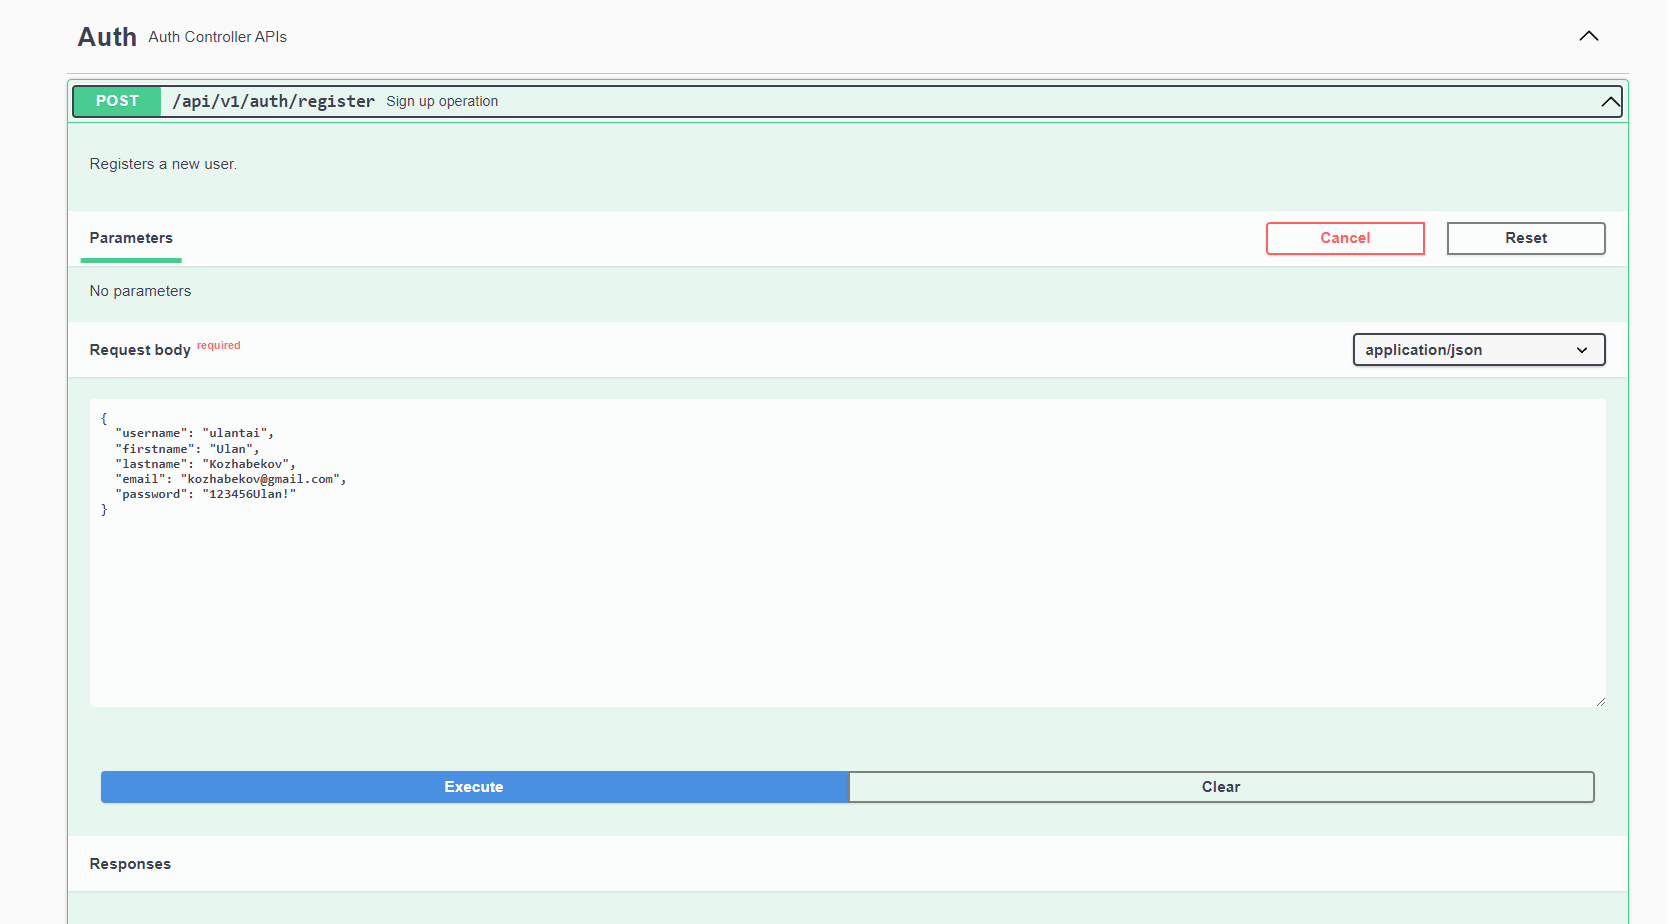 Auth Auth Controller APIs
POST /api/v1/auth/register Sign up operation
Registers a new user.
Parameters Cancel Reset
No parameters
Request body required application/json
{
  "username": "ulantai",
  "firstname": "Ulan",
  "lastname": "Kozhabekov",
  "email": "kozhabekov@gmail.com",
  "password": "123456Ulan!"
}
Execute Clear
Responses